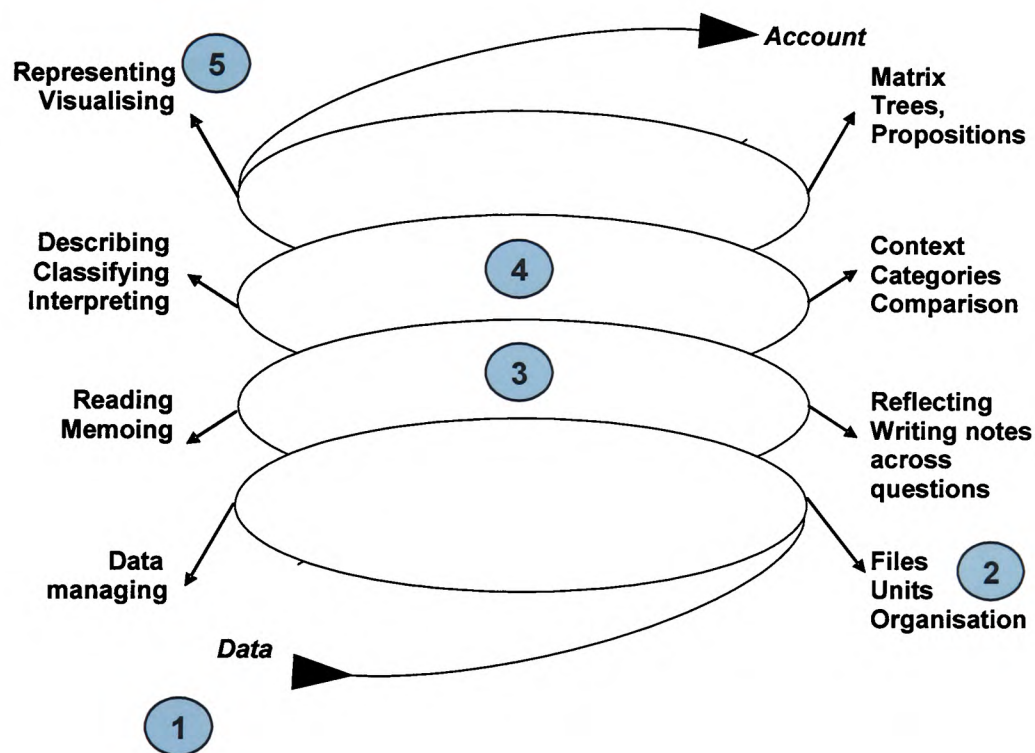 Account
5
Representing
Visualising
Matrix
Trees,
Propositions
Describing
Classifying
Interpreting
4
Context
Categories
Comparison
3
Reading
Memoing
Reflecting
Writing notes
across
questions
Data
managing
Files
Units
Organisation
2
Data
1